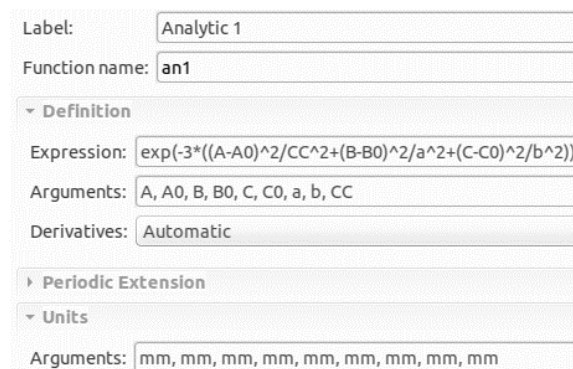 Label: Analytic 1
Function name: an1
Definition
Expression: exp(-3*((A-A0)^2/CC^2+(B-B0)^2/a^2+(C-C0)^2/b^2))
Arguments: A, A0, B, B0, C, C0, a, b, CC
Derivatives: Automatic
Periodic Extension
Units
Arguments: mm, mm, mm, mm, mm, mm, mm, mm, mm